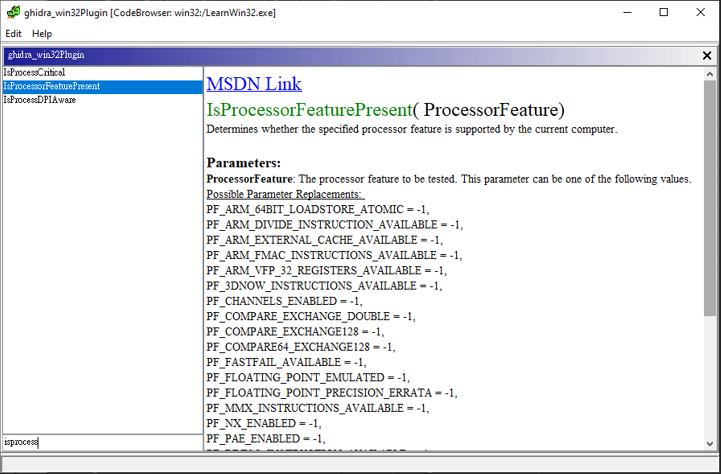 ghidra_win32Plugin [CodeBrowser: win32:/LearnWin32.exe]
Edit Help
ghidra_win32Plugin
IsProcessCritical
IsProcessorFeaturePresent
IsProcessDPIAware
isprocess
MSDN Link
IsProcessorFeaturePresent( ProcessorFeature)
Determines whether the specified processor feature is supported by the current computer.
Parameters:
ProcessorFeature: The processor feature to be tested. This parameter can be one of the following values.
Possible Parameter Replacements:
PF_ARM_64BIT_LOADSTORE_ATOMIC = -1,
PF_ARM_DIVIDE_INSTRUCTION_AVAILABLE = -1,
PF_ARM_EXTERNAL_CACHE_AVAILABLE = -1,
PF_ARM_FMAC_INSTRUCTIONS_AVAILABLE = -1,
PF_ARM_VFP_32_REGISTERS_AVAILABLE = -1,
PF_3DNOW_INSTRUCTIONS_AVAILABLE = -1,
PF_CHANNELS_ENABLED = -1,
PF_COMPARE_EXCHANGE_DOUBLE = -1,
PF_COMPARE_EXCHANGE128 = -1,
PF_COMPARE64_EXCHANGE128 = -1,
PF_FASTFAIL_AVAILABLE = -1,
PF_FLOATING_POINT_EMULATED = -1,
PF_FLOATING_POINT_PRECISION_ERRATA = -1,
PF_MMX_INSTRUCTIONS_AVAILABLE = -1,
PF_NX_ENABLED = -1,
PF_PAE_ENABLED = -1,